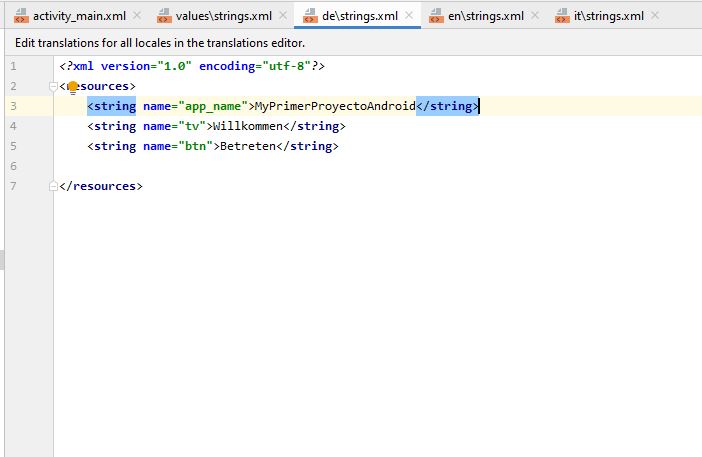 activity_main.xml values\strings.xml de\strings.xml en\strings.xml it\strings.xml
Edit translations for all locales in the translations editor.
1 <?xml version="1.0" encoding="utf-8"?>
2 <resources>
3 <string name="app_name">MyPrimerProyectoAndroid</string>
4 <string name="tv">Willkommen</string>
5 <string name="btn">Betreten</string>
6
7 </resources>